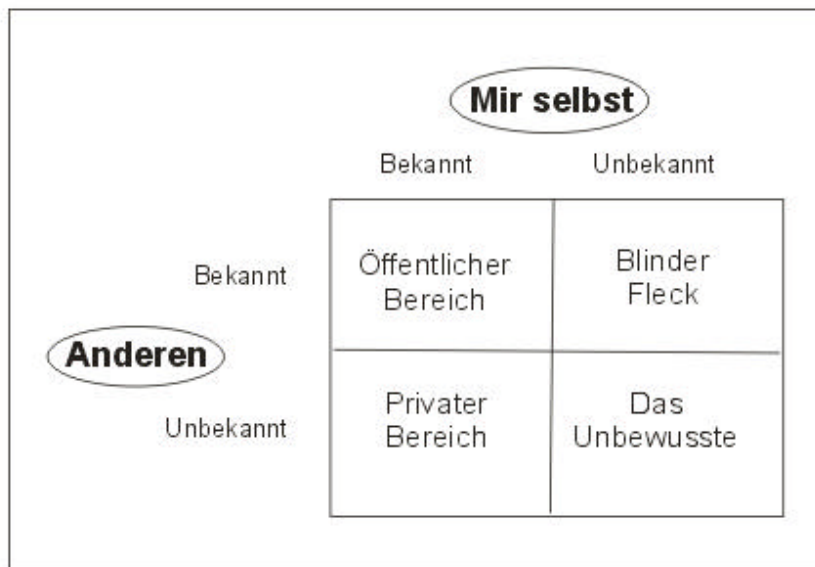 Mir selbst
Bekannt Unbekannt
Bekannt
Öffentlicher
Bereich
Blinder
Fleck
Anderen
Unbekannt
Privater
Bereich
Das
Unbewusste